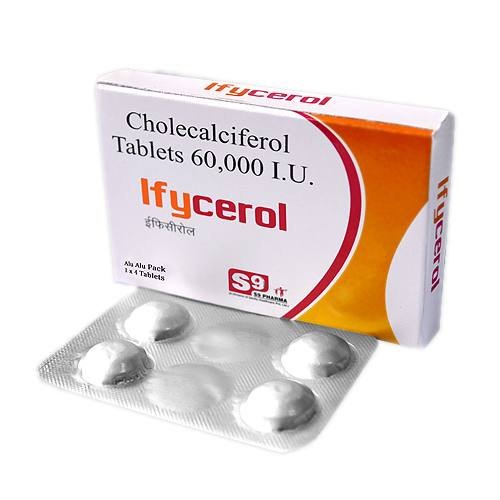 Ifycerol
Cholecalciferol
Tablets 60,000 I.U.
Ifycerol
ईफिसीरोल
Alu Alu Pack
1 x 4 Tablets
S9
S9 PHARMA
Ifycerol